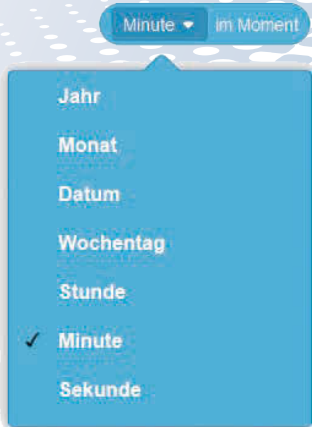 Minute im Moment
Jahr
Monat
Datum
Wochentag
Stunde
Minute
Sekunde